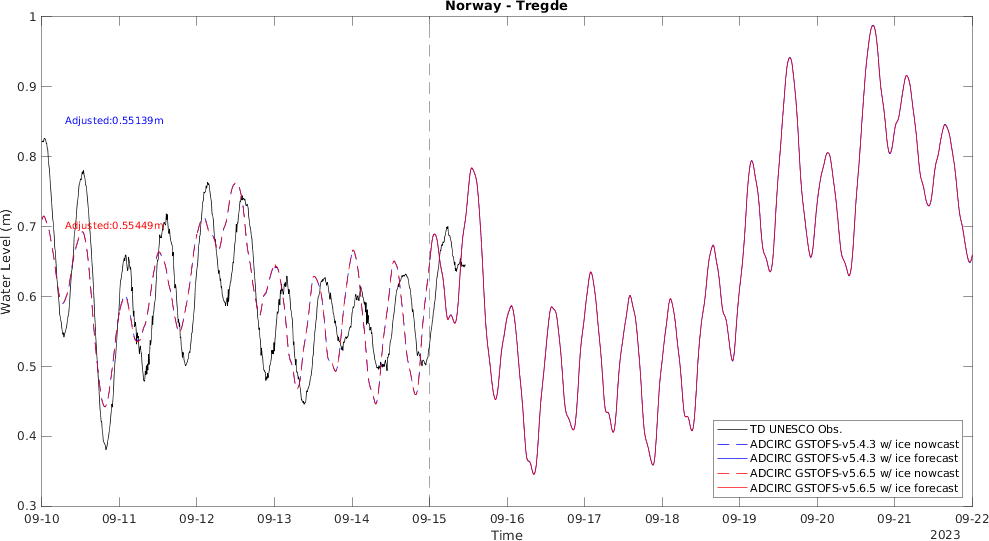 Norway - Tregde
1
0.9
0.8
0.7
0.6
0.5
0.4
0.3
Water Level (m)
Adjusted:0.55139m
Adjusted:0.55449m
TD UNESCO Obs.
ADCIRC GSTOFS-v5.4.3 w/ ice nowcast
ADCIRC GSTOFS-v5.4.3 w/ ice forecast
ADCIRC GSTOFS-v5.6.5 w/ ice nowcast
ADCIRC GSTOFS-v5.6.5 w/ ice forecast
09-10 09-11 09-12 09-13 09-14 09-15 09-16 09-17 09-18 09-19 09-20 09-21 09-22
Time
2023